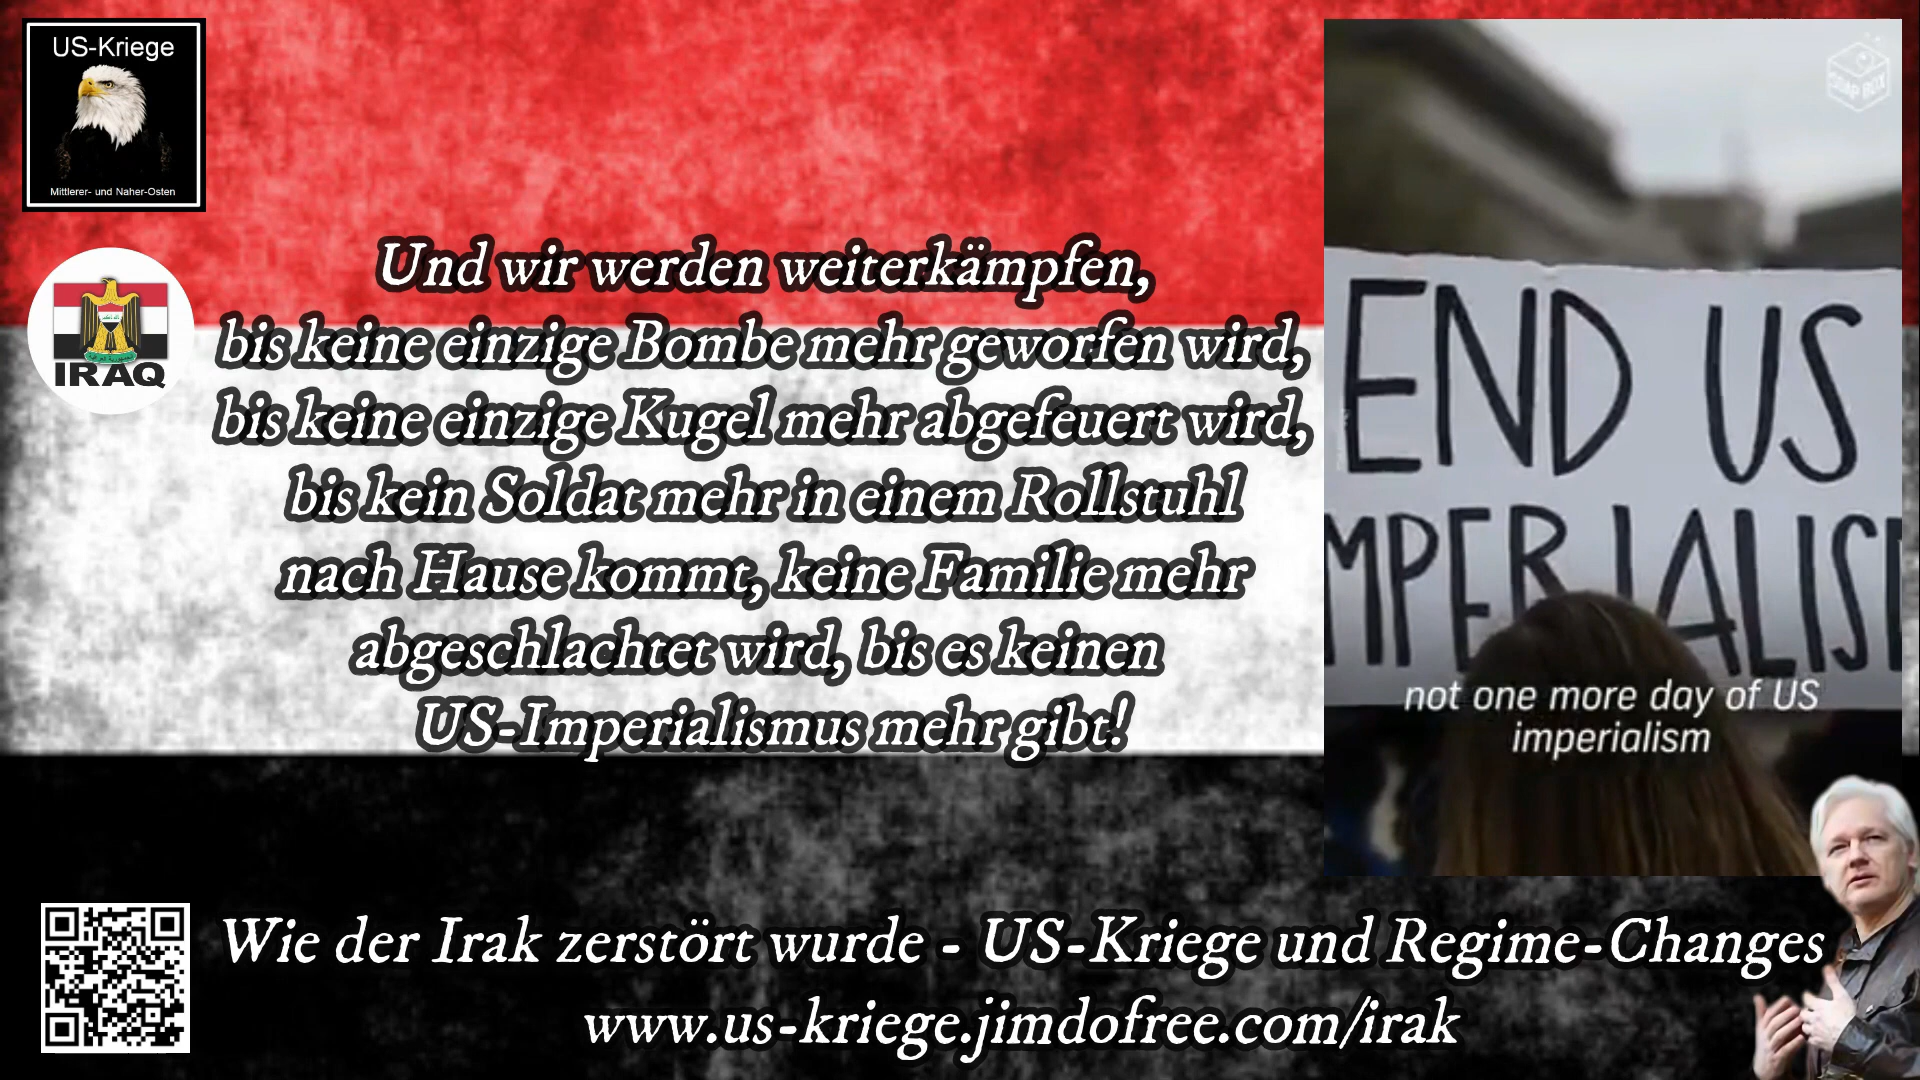 US-Kriege
Mittlerer- und Naher-Osten
IRAQ
Und wir werden weiterkämpfen,
bis keine einzige Bombe mehr geworfen wird,
bis keine einzige Kugel mehr abgefeuert wird,
bis kein Soldat mehr in einem Rollstuhl
nach Hause kommt, keine Familie mehr
abgeschlachtet wird, bis es keinen
US-Imperialismus mehr gibt!
SOAP BOX
END US
MPERIALIS
not one more day of US
imperialism
Wie der Irak zerstört wurde - US-Kriege und Regime-Changes
www.us-kriege.jimdofree.com/irak